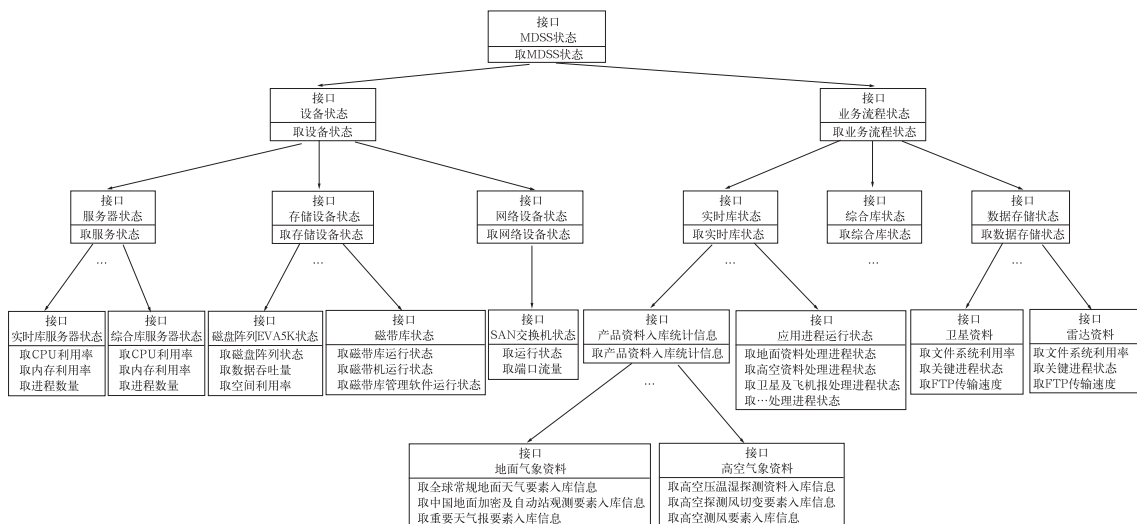 接口
MDSS状态
取MDSS状态
接口
设备状态
取设备状态
接口
业务流程状态
取业务流程状态
接口
服务器状态
取服务状态
…
接口
存储设备状态
取存储设备状态
…
接口
网络设备状态
取网络设备状态
接口
实时库状态
取实时库状态
…
接口
综合库状态
取综合库状态
…
接口
数据存储状态
取数据存储状态
…
接口
实时库服务器状态
取CPU利用率
取内存利用率
取进程数量
接口
综合库服务器状态
取CPU利用率
取内存利用率
取进程数量
接口
磁盘阵列EVA5K状态
取磁盘阵列状态
取数据吞吐量
取空间利用率
接口
磁带库状态
取磁带库运行状态
取磁带机运行状态
取磁带库管理软件运行状态
接口
SAN交换机状态
取运行状态
取端口流量
接口
产品资料入库统计信息
取产品资料入库统计信息
…
接口
应用进程运行状态
取地面资料处理进程状态
取高空资料处理进程状态
取卫星及飞机报处理进程状态
取…处理进程状态
接口
卫星资料
取文件系统利用率
取关键进程状态
取FTP传输速度
接口
雷达资料
取文件系统利用率
取关键进程状态
取FTP传输速度
接口
地面气象资料
取全球常规地面天气要素入库信息
取中国地面加密及自动站观测要素入库信息
取重要天气报要素入库信息
接口
高空气象资料
取高空压温湿探测资料入库信息
取高空探测风切变要素入库信息
取高空测风要素入库信息